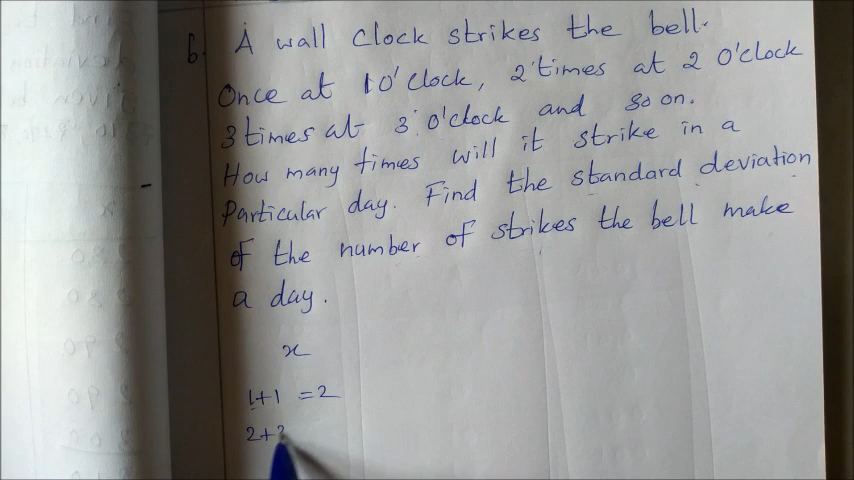 6. A wall clock strikes the bell.
Once at 1 O'clock, 2 times at 2 O'clock
3 times at 3 O'clock and so on.
How many times will it strike in a
Particular day. Find the standard deviation
of the number of strikes the bell make
a day.
x
1+1 = 2
2+2